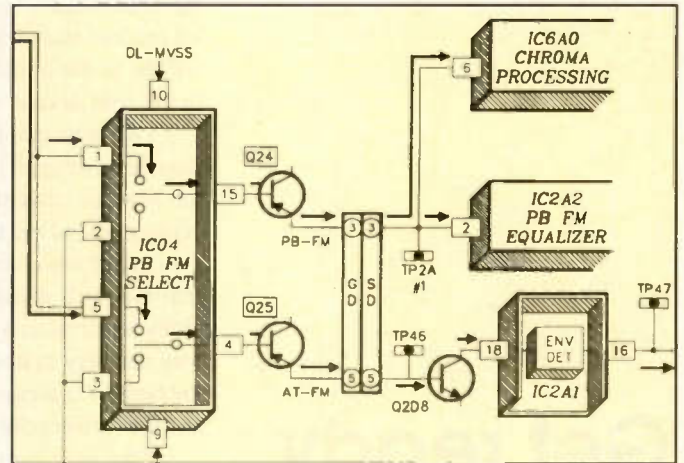 DL-MVSS
10
1
2
5
3
IC04
PB FM
SELECT
9
15
4
Q24
Q25
PB-FM
AT-FM
3
3
G
D
S
D
5
5
6
IC6A0
CHROMA
PROCESSING
2
IC2A2
PB FM
EQUALIZER
TP2A
#1
TP46
Q2D8
18
ENV
DET
IC2A1
16
TP47